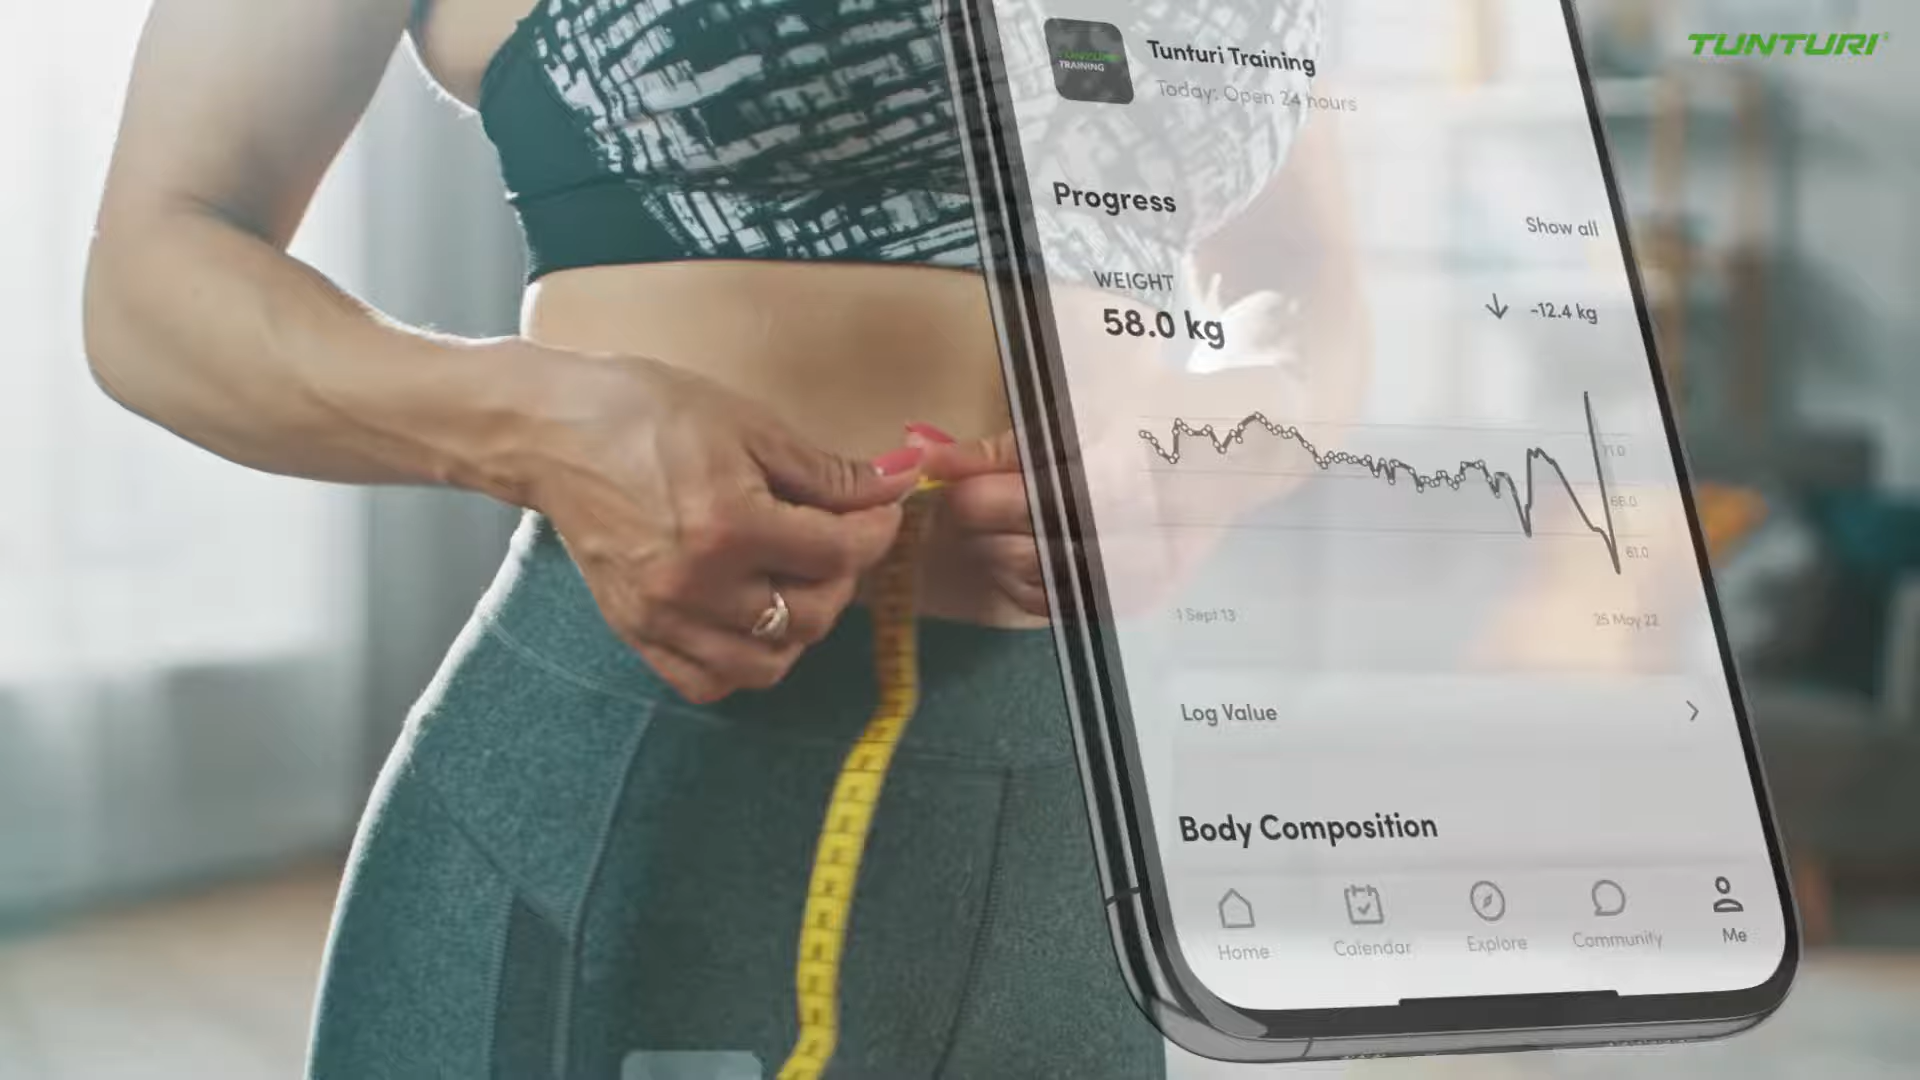 TUNTURI
TUNTURI
TRAINING
Tunturi Training
Today: Open 24 hours
Progress
Show all
WEIGHT
58.0 kg
-12.4 kg
71.0
66.0
61.0
1 Sept 13
25 May 22
Log Value
Body Composition
Home
Calendar
Explore
Community
Me